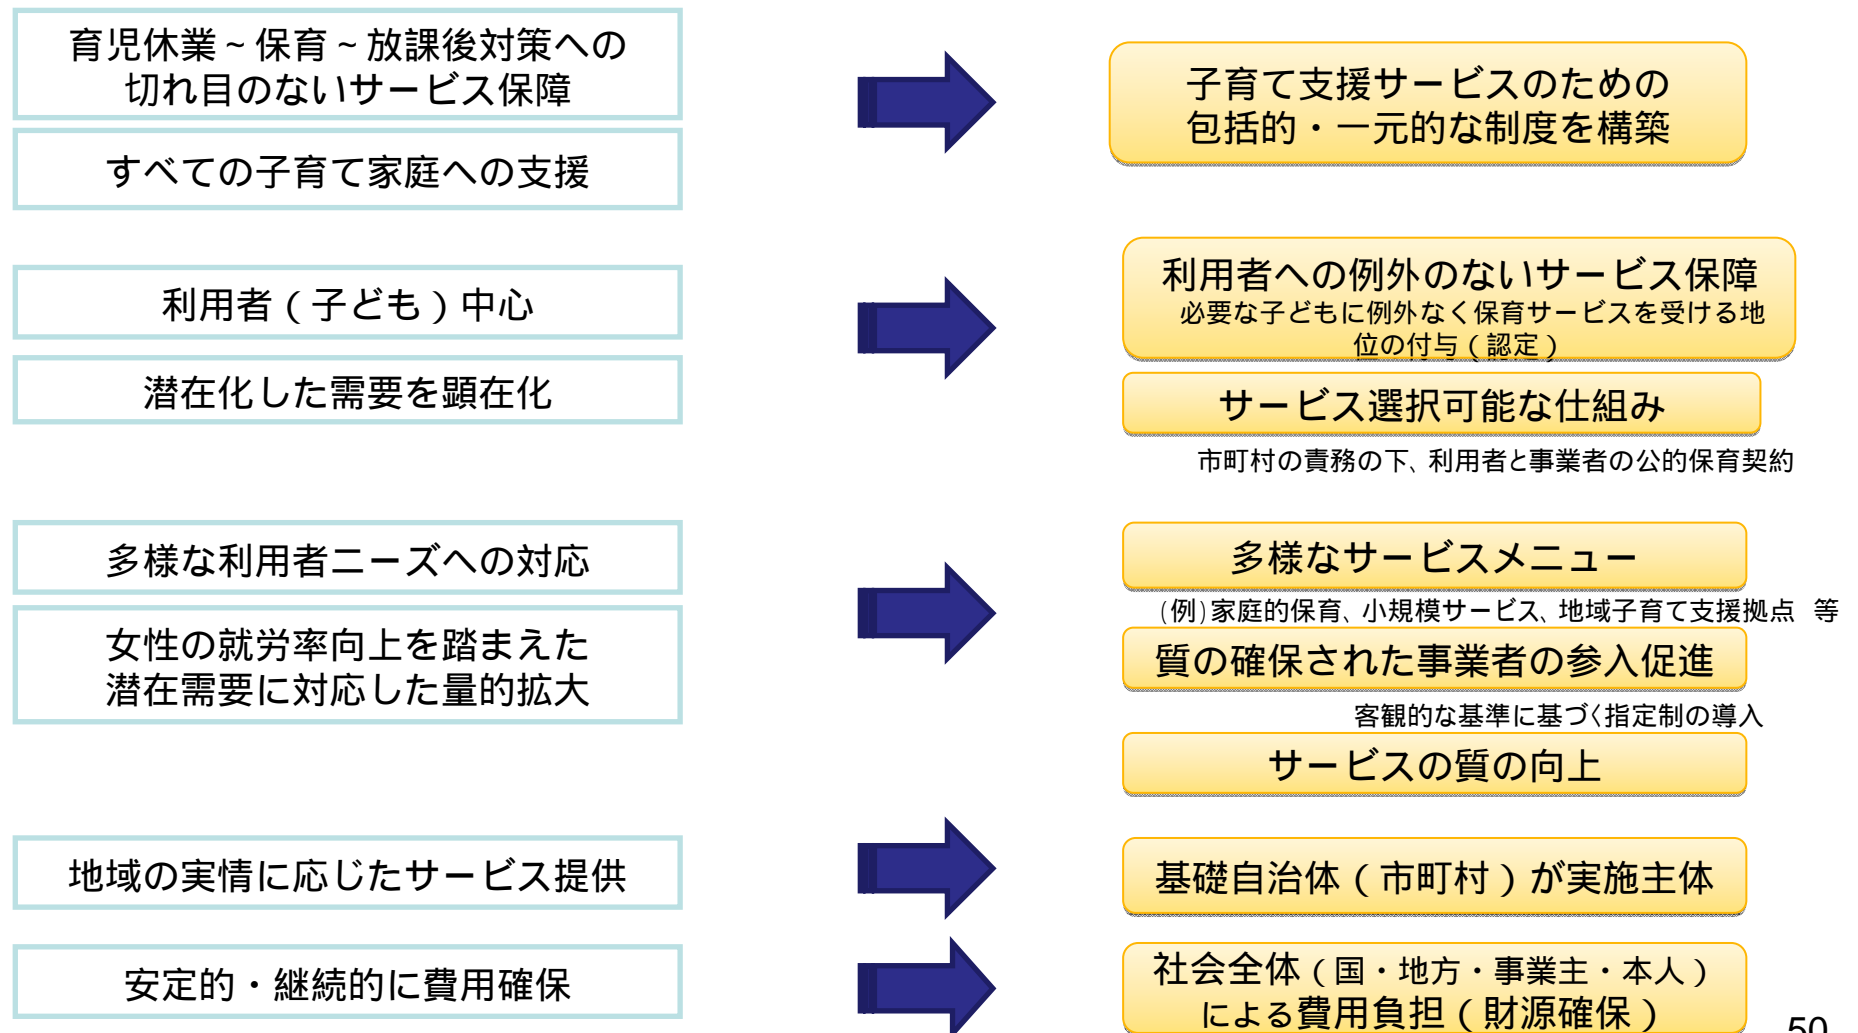 育児休業~保育~放課後対策への
切れ目のないサービス保障
すべての子育て家庭への支援
子育て支援サービスのための
包括的・一元的な制度を構築
利用者(子ども)中心
潜在化した需要を顕在化
利用者への例外のないサービス保障
必要な子どもに例外なく保育サービスを受ける地
位の付与(認定)
サービス選択可能な仕組み
市町村の責務の下、利用者と事業者の公的保育契約
多様な利用者ニーズへの対応
女性の就労率向上を踏まえた
潜在需要に対応した量的拡大
多様なサービスメニュー
(例)家庭的保育、小規模サービス、地域子育て支援拠点 等
質の確保された事業者の参入促進
客観的な基準に基づく指定制の導入
サービスの質の向上
地域の実情に応じたサービス提供
基礎自治体(市町村)が実施主体
安定的・継続的に費用確保
社会全体(国・地方・事業主・本人)
による費用負担(財源確保)
50